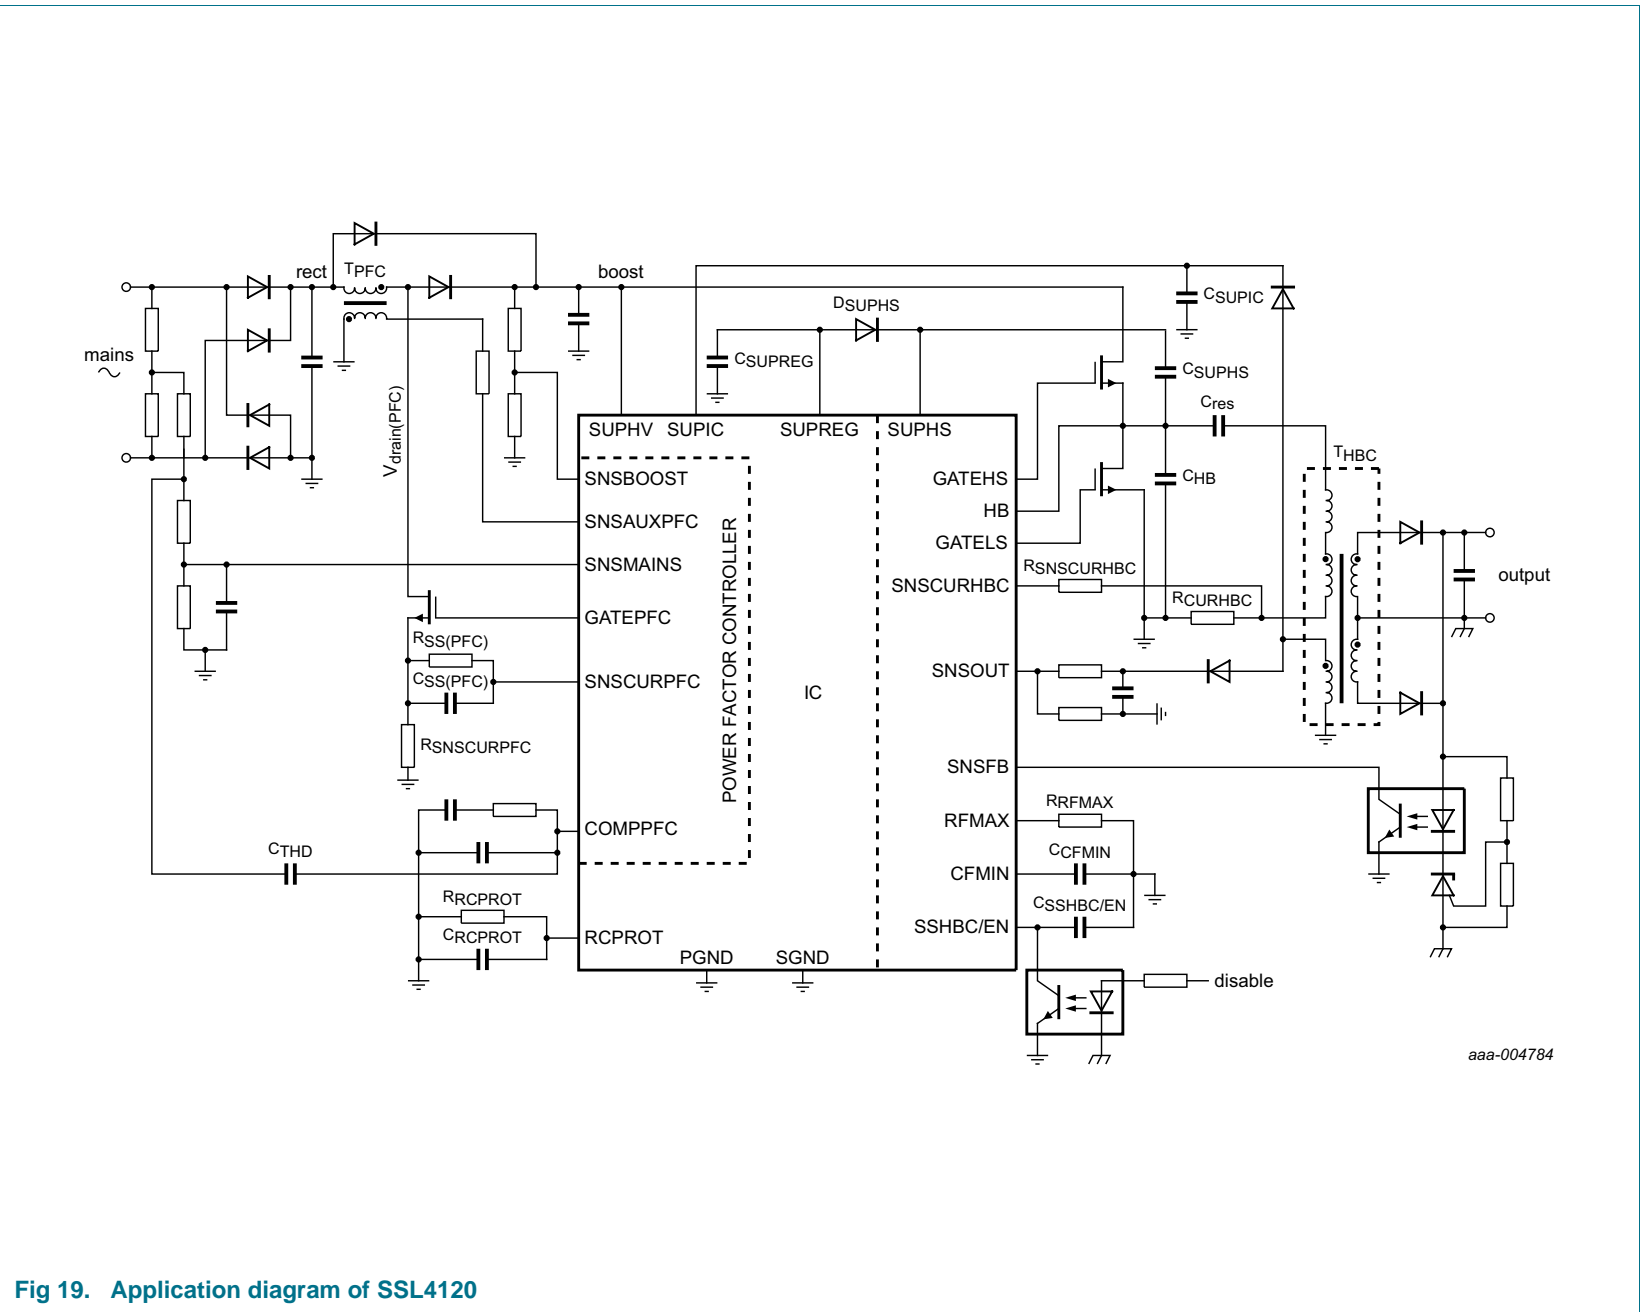 rect
TPFC
boost
mains
Vdrain(PFC)
DSUPHS
CSUPIC
CSUPREG
CSUPHS
Cres
SUPHV
SUPIC
SUPREG
SUPHS
THBC
SNSBOOST
GATEHS
CHB
HB
SNSAUXPFC
GATELS
SNSMAINS
POWER FACTOR CONTROLLER
SNSCURHBC
RSNSCURHBC
RCURHBC
output
GATEPFC
RSS(PFC)
CSS(PFC)
SNSCURPFC
IC
SNSOUT
RSNSCURPFC
SNSFB
RRFMAX
RFMAX
COMPPFC
CTHD
CCFMIN
CFMIN
RRCPROT
CSSHBC/EN
SSHBC/EN
CRCPROT
RCPROT
PGND
SGND
disable
aaa-004784
Fig 19. Application diagram of SSL4120